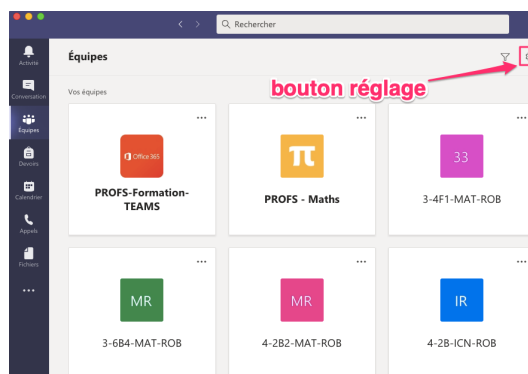 Rechercher
Activité
Équipes
Vos équipes
bouton réglage
Conversation
Équipes
Devoirs
Calendrier
Appels
Fichiers
Office 365
PROFS-Formation-
TEAMS
π
PROFS - Maths
33
3-4F1-MAT-ROB
MR
3-6B4-MAT-ROB
MR
4-2B2-MAT-ROB
IR
4-2B-ICN-ROB